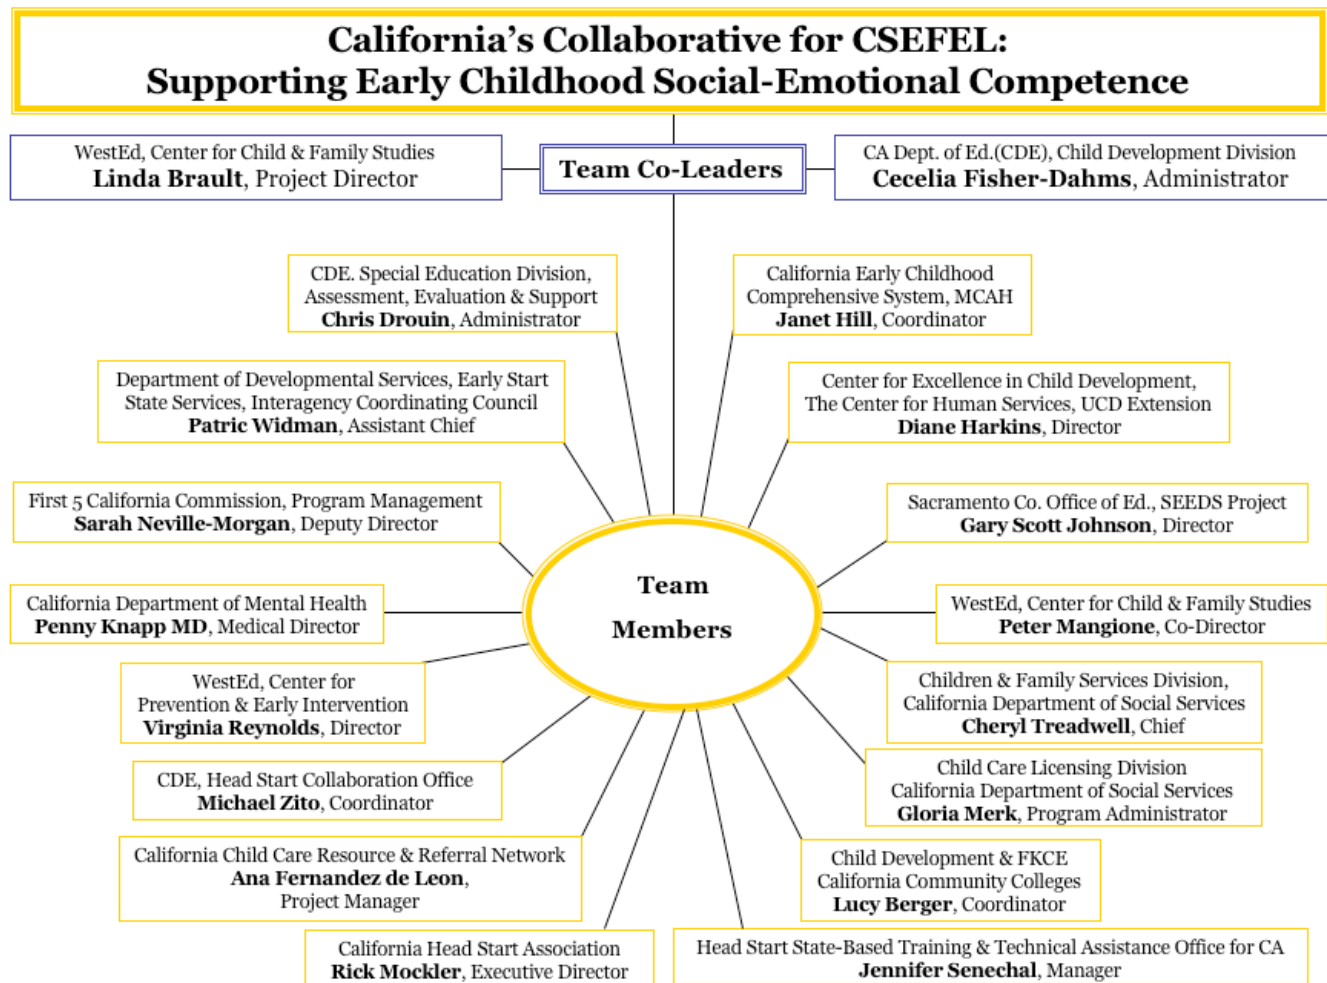 California's Collaborative for CSEFEL:
Supporting Early Childhood Social-Emotional Competence
WestEd, Center for Child & Family Studies
Linda Brault, Project Director
Team Co-Leaders
CA Dept. of Ed.(CDE), Child Development Division
Cecelia Fisher-Dahms, Administrator
CDE. Special Education Division,
Assessment, Evaluation & Support
Chris Drouin, Administrator
California Early Childhood
Comprehensive System, MCAH
Janet Hill, Coordinator
Department of Developmental Services, Early Start
State Services, Interagency Coordinating Council
Patric Widman, Assistant Chief
Center for Excellence in Child Development,
The Center for Human Services, UCD Extension
Diane Harkins, Director
First 5 California Commission, Program Management
Sarah Neville-Morgan, Deputy Director
Sacramento Co. Office of Ed., SEEDS Project
Gary Scott Johnson, Director
Team
Members
California Department of Mental Health
Penny Knapp MD, Medical Director
WestEd, Center for Child & Family Studies
Peter Mangione, Co-Director
WestEd, Center for
Prevention & Early Intervention
Virginia Reynolds, Director
Children & Family Services Division,
California Department of Social Services
Cheryl Treadwell, Chief
CDE, Head Start Collaboration Office
Michael Zito, Coordinator
Child Care Licensing Division
California Department of Social Services
Gloria Merk, Program Administrator
California Child Care Resource & Referral Network
Ana Fernandez de Leon,
Project Manager
Child Development & FKCE
California Community Colleges
Lucy Berger, Coordinator
California Head Start Association
Rick Mockler, Executive Director
Head Start State-Based Training & Technical Assistance Office for CA
Jennifer Senechal, Manager